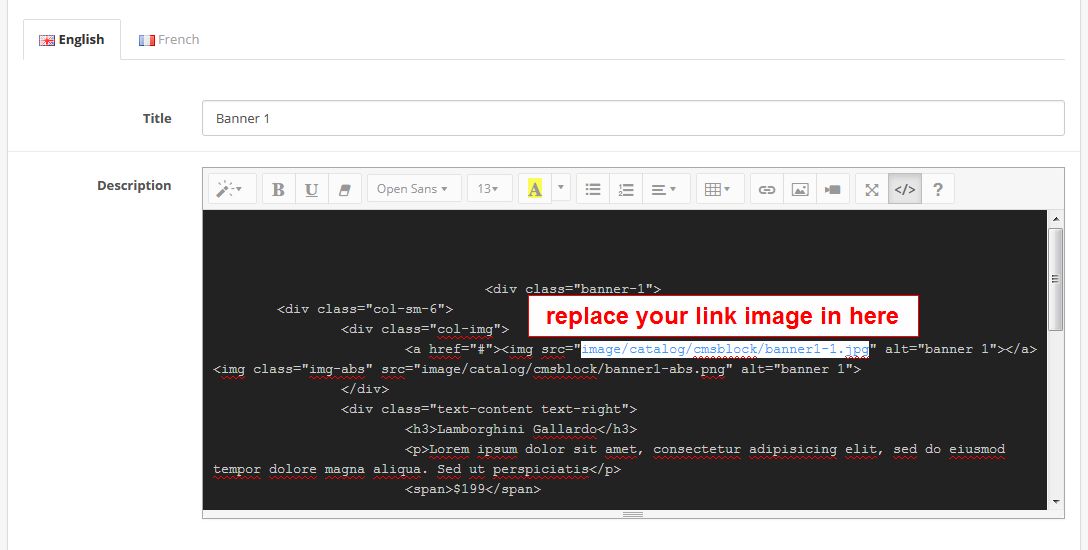 English French
Title Banner 1
Description
B U A Open Sans 13 A </> ?
<div class="banner-1">
<div class="col-sm-6">
replace your link image in here
<div class="col-img">
<a href="#"><img src="image/catalog/cmsblock/banner1-1.jpg" alt="banner 1"></a>
<img class="img-abs" src="image/catalog/cmsblock/banner1-abs.png" alt="banner 1">
</div>
<div class="text-content text-right">
<h3>Lamborghini Gallardo</h3>
<p>Lorem ipsum dolor sit amet, consectetur adipisicing elit, sed do eiusmod
tempor dolore magna aliqua. Sed ut perspiciatis</p>
<span>$199</span>